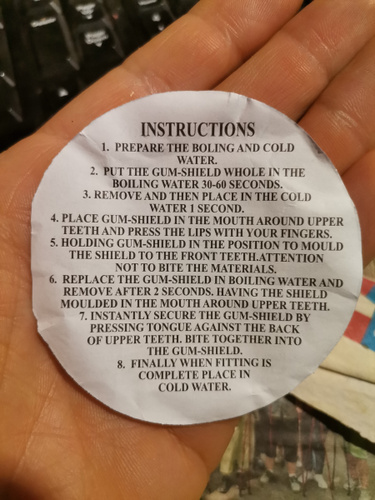 INSTRUCTIONS
1. PREPARE THE BOLING AND COLD
WATER.
2. PUT THE GUM-SHIELD WHOLE IN THE
BOILING WATER 30-60 SECONDS.
3. REMOVE AND THEN PLACE IN THE COLD
WATER 1 SECOND.
4. PLACE GUM-SHIELD IN THE MOUTH AROUND UPPER
TEETH AND PRESS THE LIPS WITH YOUR FINGERS.
5. HOLDING GUM-SHIELD IN THE POSITION TO MOULD
THE SHIELD TO THE FRONT TEETH.ATTENTION
NOT TO BITE THE MATERIALS.
6. REPLACE THE GUM-SHIELD IN BOILING WATER AND
REMOVE AFTER 2 SECONDS. HAVING THE SHIELD
MOULDED IN THE MOUTH AROUND UPPER TEETH.
7. INSTANTLY SECURE THE GUM-SHIELD BY
PRESSING TONGUE AGAINST THE BACK
OF UPPER TEETH. BITE TOGETHER INTO
THE GUM-SHIELD.
8. FINALLY WHEN FITTING IS
COMPLETE PLACE IN
COLD WATER.